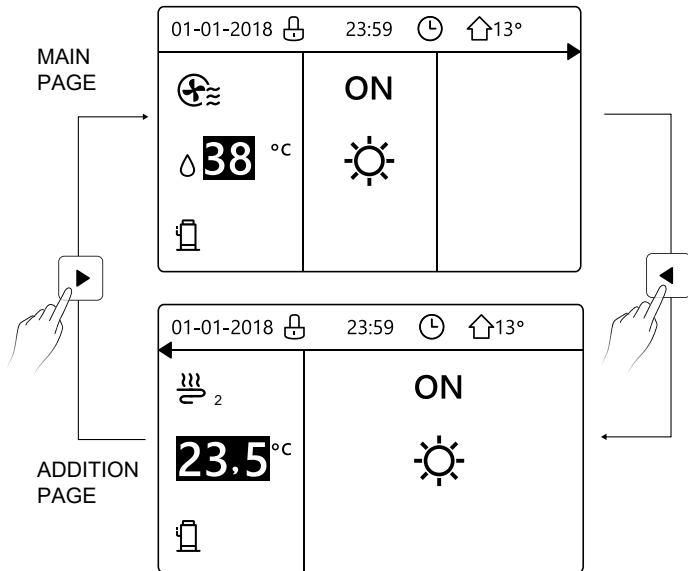 MAIN
PAGE
01-01-2018 23:59 13°
ON
38 °C
01-01-2018 23:59 13°
2
ON
23,5 °C
ADDITION
PAGE